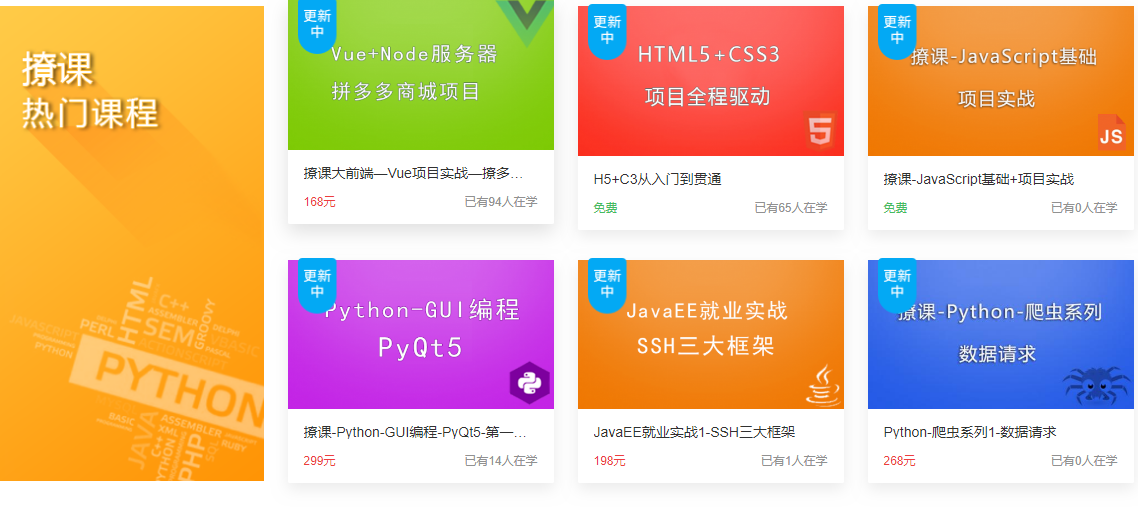 撩课
热门课程
PYTHON
HTML
PERL
C++
ASSEMBLER
SEM
GROOVY
DELPHI
VBASIC
PASCAL
JAVASCRIPT
PYTHON
BASIC
JAVA
ASSEMBLER
C++
XML
PYTHON
PHP
SQL
RUBY
更新
中
Vue+Node服务器
拼多多商城项目
撩课大前端—Vue项目实战—撩多…
168元
已有94人在学
更新
中
HTML5+CSS3
项目全程驱动
5
H5+C3从入门到贯通
免费
已有65人在学
更新
中
撩课-JavaScript基础
项目实战
JS
撩课-JavaScript基础+项目实战
免费
已有0人在学
更新
中
Python-GUI编程
PyQt5
撩课-Python-GUI编程-PyQt5-第一…
299元
已有14人在学
更新
中
JavaEE就业实战
SSH三大框架
JavaEE就业实战1-SSH三大框架
198元
已有1人在学
更新
中
撩课-Python-爬虫系列
数据请求
Python-爬虫系列1-数据请求
268元
已有0人在学